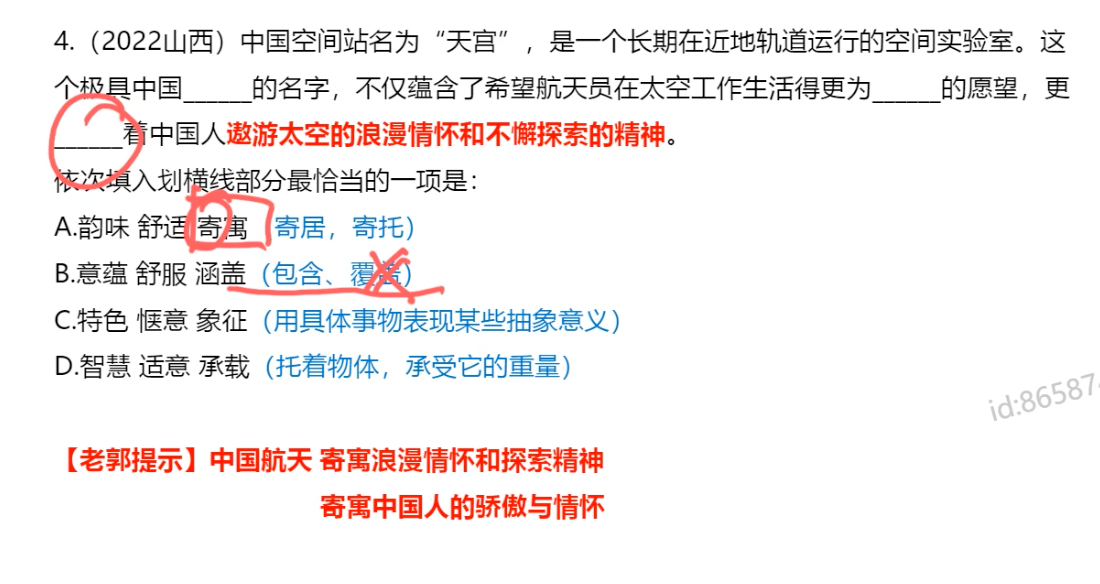 4.（2022山西）中国空间站名为“天宫”，是一个长期在近地轨道运行的空间实验室。这
个极具中国______的名字，不仅蕴含了希望航天员在太空工作生活得更为______的愿望，更
______着中国人遨游太空的浪漫情怀和不懈探索的精神。
依次填入划横线部分最恰当的一项是：
A.韵味 舒适 寄寓（寄居，寄托）
B.意蕴 舒服 涵盖（包含、覆盖）
C.特色 惬意 象征（用具体事物表现某些抽象意义）
D.智慧 适意 承载（托着物体，承受它的重量）
id:86587
【老郭提示】中国航天 寄寓浪漫情怀和探索精神
寄寓中国人的骄傲与情怀